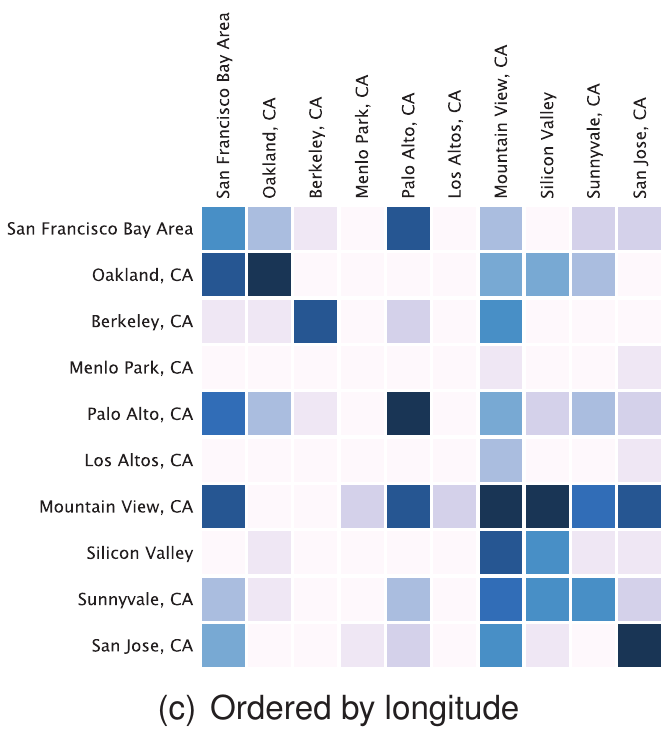 San Francisco Bay Area
Oakland, CA
Berkeley, CA
Menlo Park, CA
Palo Alto, CA
Los Altos, CA
Mountain View, CA
Silicon Valley
Sunnyvale, CA
San Jose, CA
San Francisco Bay Area
Oakland, CA
Berkeley, CA
Menlo Park, CA
Palo Alto, CA
Los Altos, CA
Mountain View, CA
Silicon Valley
Sunnyvale, CA
San Jose, CA
(c) Ordered by longitude